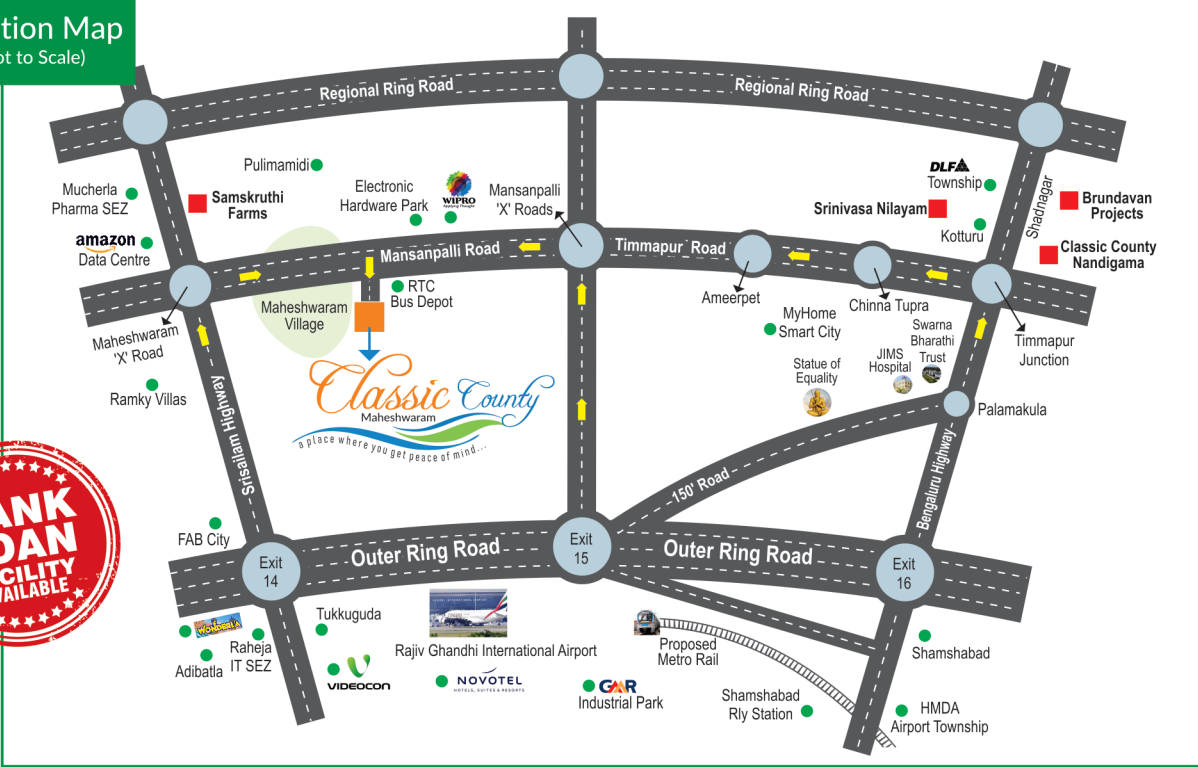 tion Map
ot to Scale)
Regional Ring Road
Regional Ring Road
Pulimamidi
Mucherla
Pharma SEZ
Samskruthi
Farms
Electronic
Hardware Park
WIPRO
Applying Thought
Mansanpalli
'X' Roads
DLF
Township
Srinivasa Nilayam
Kotturu
Shadnagar
Brundavan
Projects
Classic County
Nandigama
amazon
Data Centre
Mansanpalli Road
Timmapur Road
RTC
Bus Depot
Maheshwaram
Village
Ameerpet
Chinna Tupra
MyHome
Smart City
Swarna
Bharathi
Trust
JIMS
Hospital
Statue of
Equality
Timmapur
Junction
Maheshwaram
'X' Road
Ramky Villas
Classic County
Maheshwaram
a place where you get peace of mind...
Palamakula
Srisailam Highway
150' Road
Bengaluru Highway
ANK
OAN
CILITY
VAILABLE
FAB City
Exit
14
Outer Ring Road
Exit
15
Outer Ring Road
Exit
16
WONDERLA
Adibatla
Raheja
IT SEZ
Tukkuguda
VIDEOCON
Rajiv Ghandhi International Airport
NOVOTEL
HOTELS, SUITES & RESORTS
GMR
Industrial Park
Proposed
Metro Rail
Shamshabad
Rly Station
Shamshabad
HMDA
Airport Township